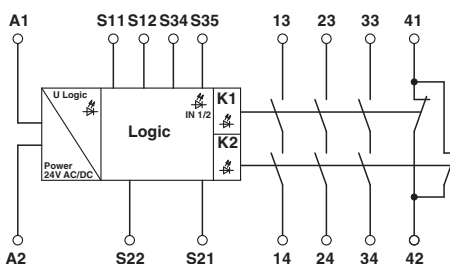 A1 S11 S12 S34 S35 13 23 33 41
U Logic
K1
IN 1/2
Logic
K2
Power
24V AC/DC
A2 S22 S21 14 24 34 42